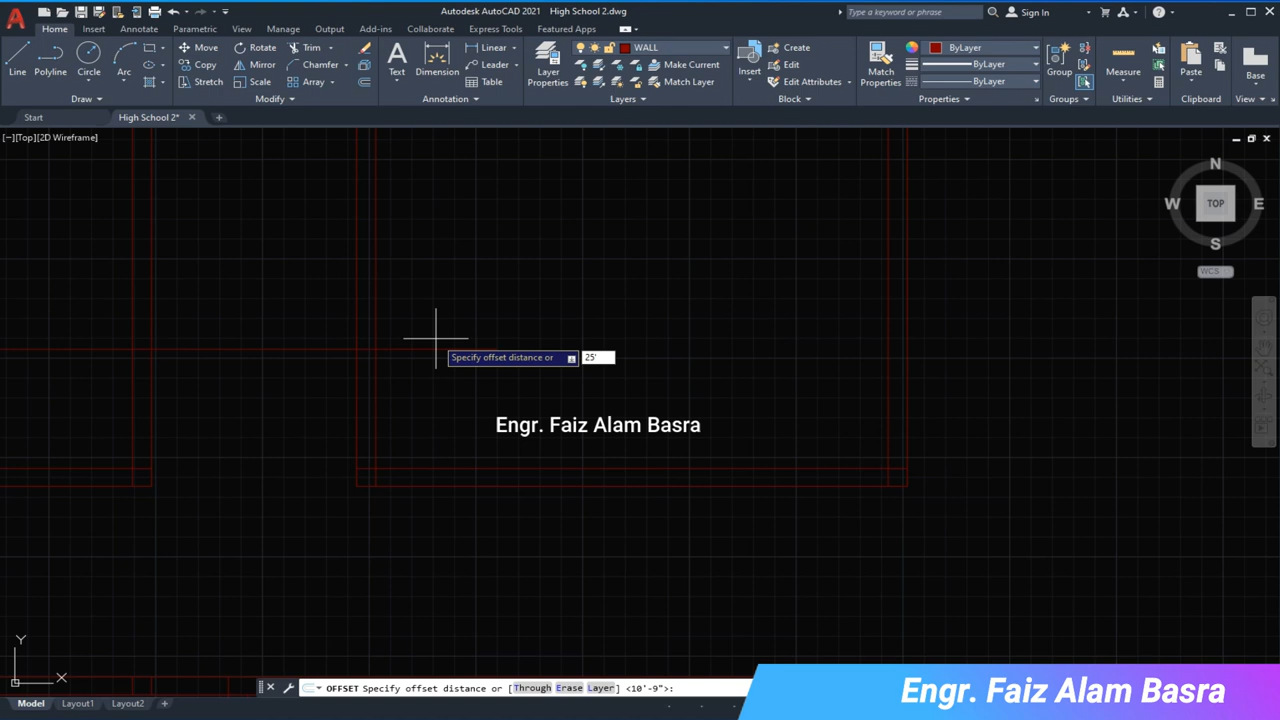 Autodesk AutoCAD 2021 High School 2.dwg
Type a keyword or phrase
Sign In
Home Insert Annotate Parametric View Manage Output Add-ins Collaborate Express Tools Featured Apps
Line
Polyline
Circle
Arc
Move
Rotate
Trim
Copy
Mirror
Chamfer
Stretch
Scale
Array
Text
Dimension
Linear
Leader
Table
Layer
Properties
WALL
Make Current
Match Layer
Insert
Create
Edit
Edit Attributes
Match
Properties
ByLayer
ByLayer
ByLayer
Group
Measure
Paste
Base
Draw
Modify
Annotation
Layers
Block
Properties
Groups
Utilities
Clipboard
View
Start
High School 2*
[−][Top][2D Wireframe]
N
W
TOP
E
S
WCS
Specify offset distance or
25'
Engr. Faiz Alam Basra
Y
X
OFFSET Specify offset distance or [Through Erase Layer] <10'-9">:
Engr. Faiz Alam Basra
Model
Layout1
Layout2